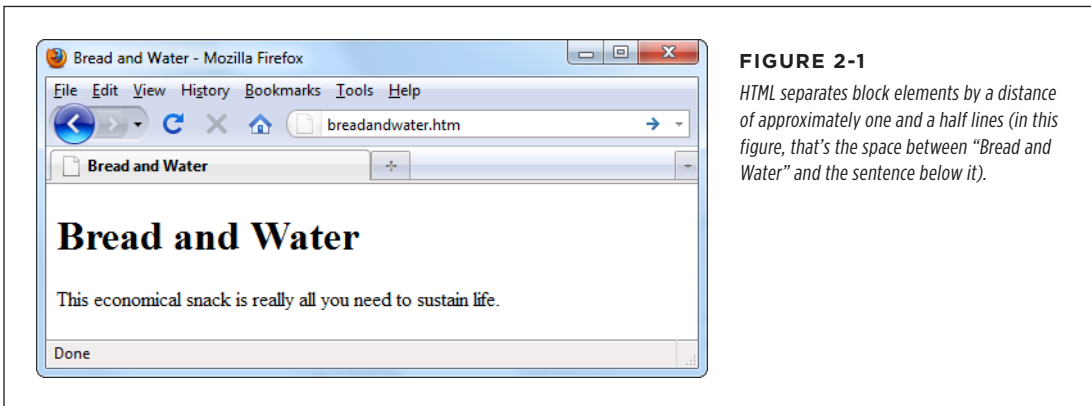 Bread and Water - Mozilla Firefox
File Edit View History Bookmarks Tools Help
breadandwater.htm
Bread and Water
Bread and Water
This economical snack is really all you need to sustain life.
Done
FIGURE 2-1
HTML separates block elements by a distance
of approximately one and a half lines (in this
figure, that's the space between “Bread and
Water” and the sentence below it).